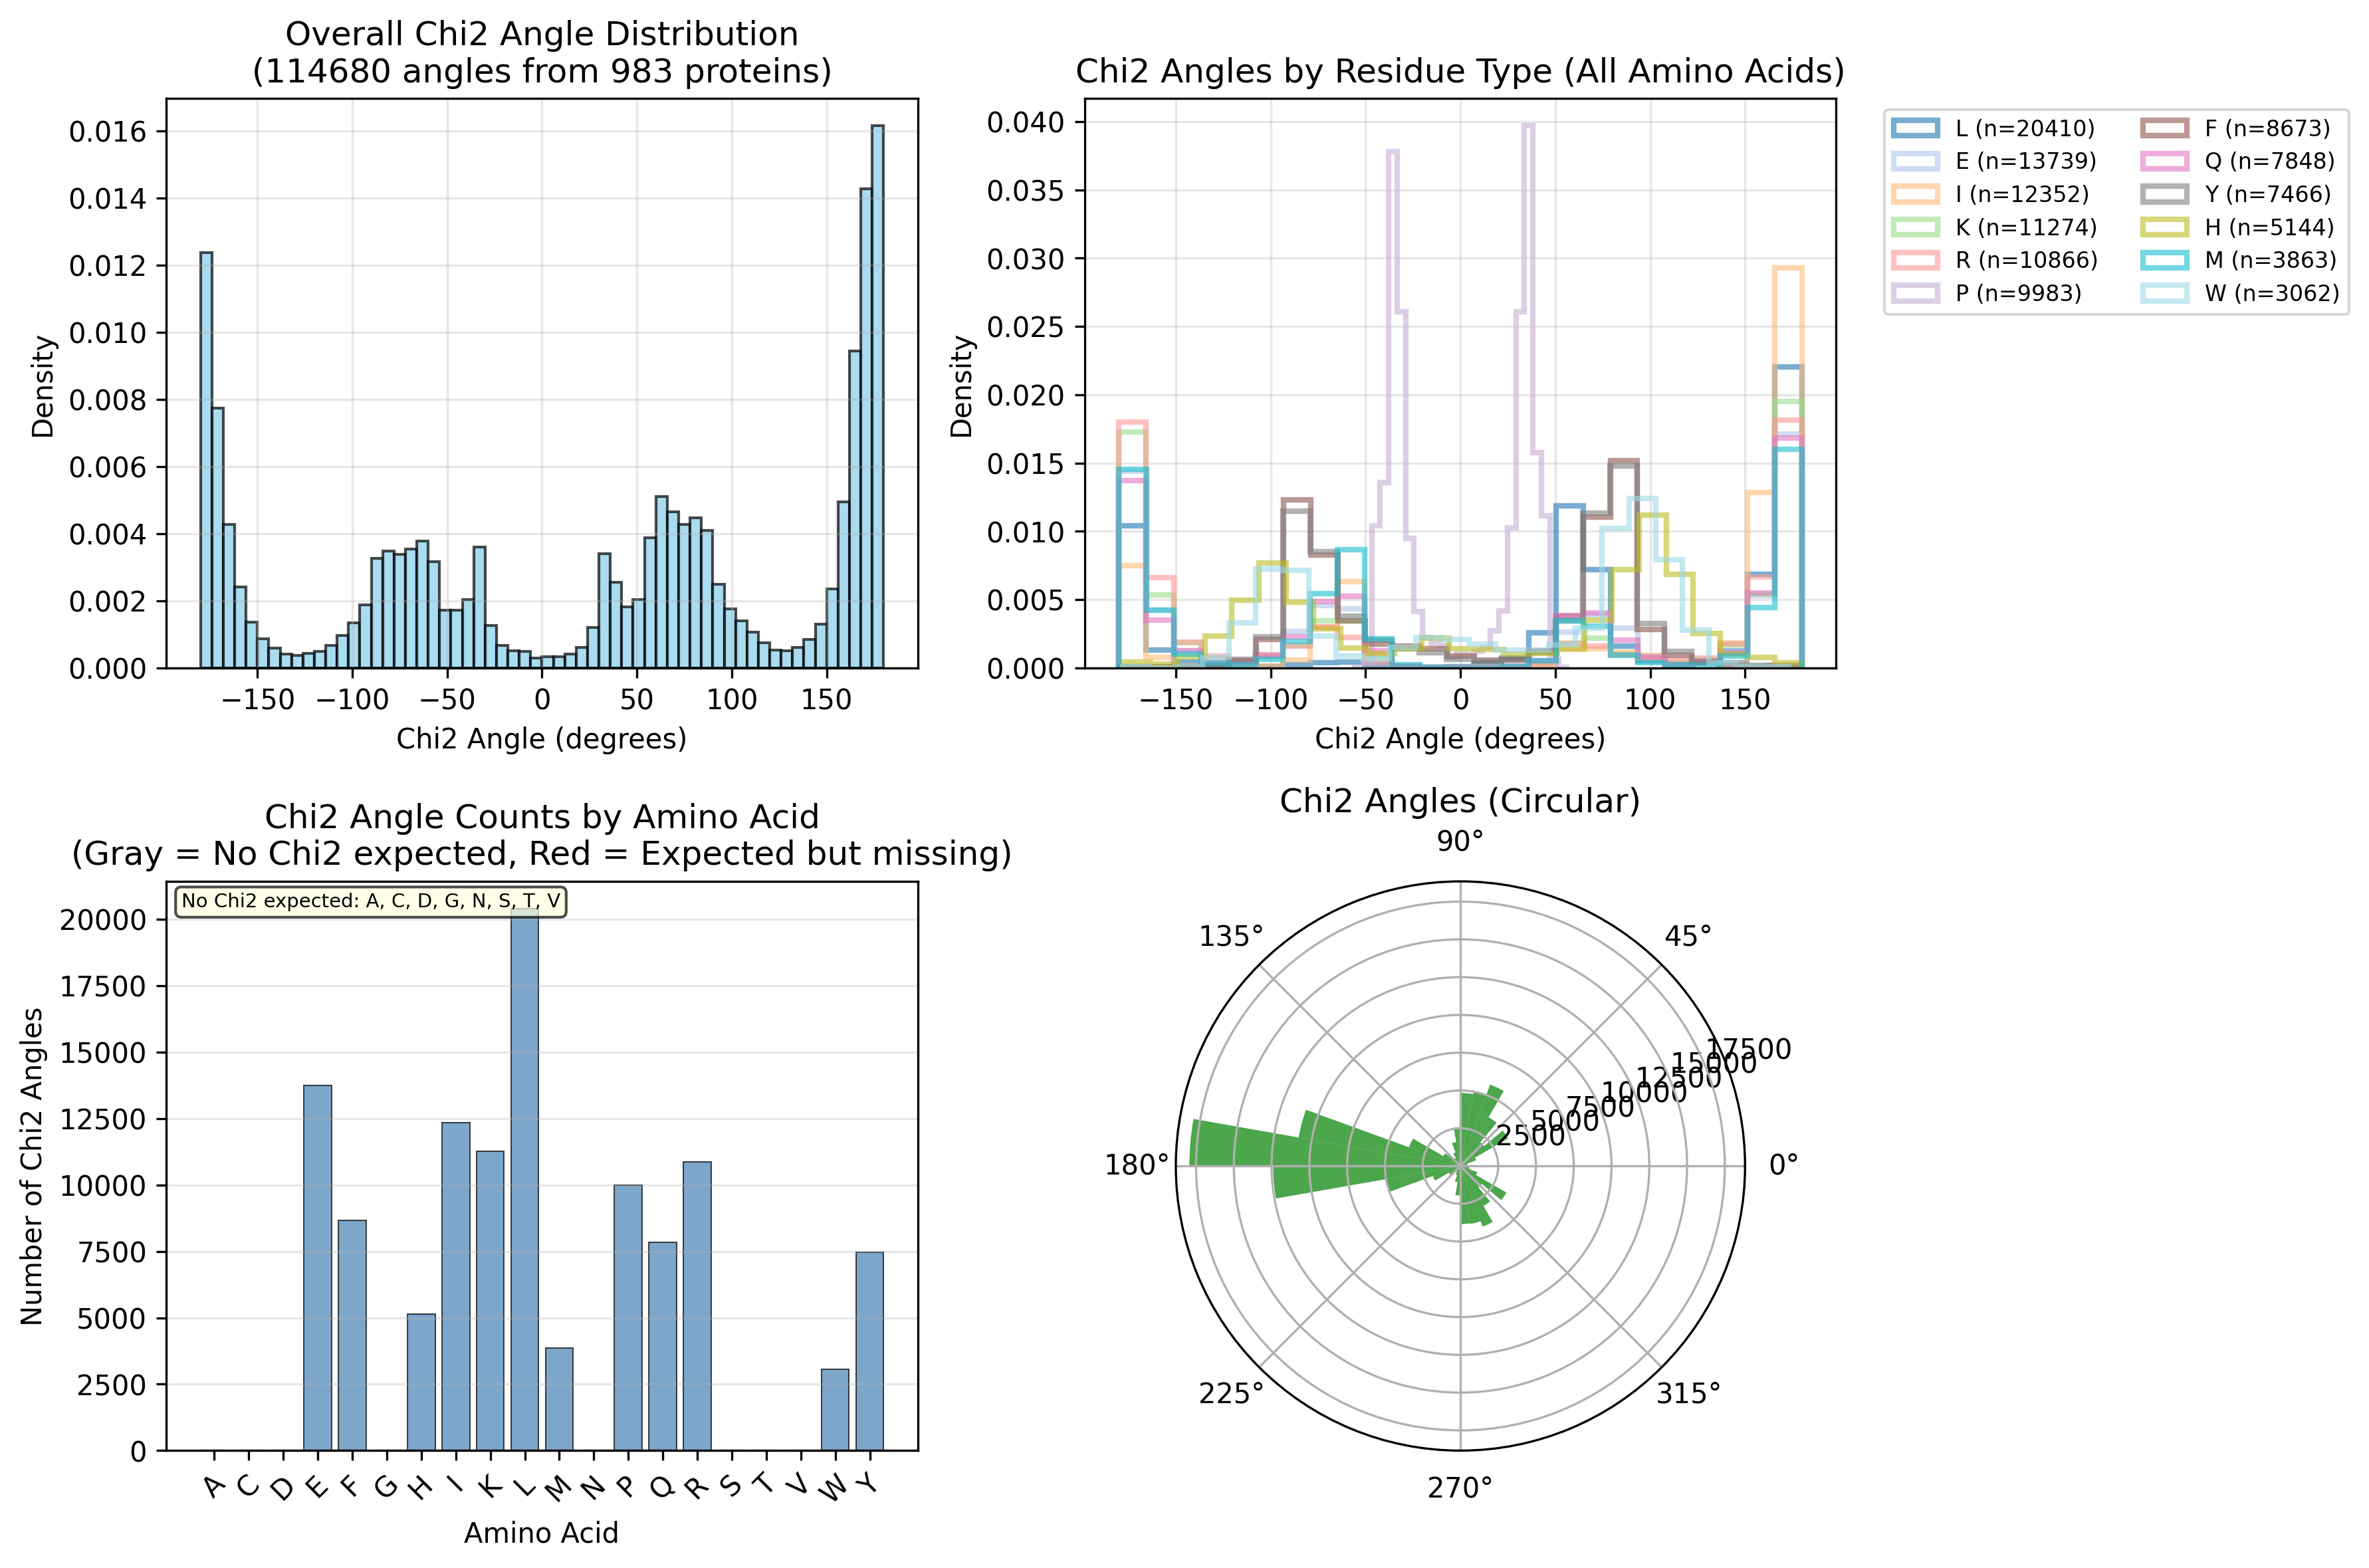 Overall Chi2 Angle Distribution
(114680 angles from 983 proteins)
0.016
0.014
0.012
0.010
0.008
0.006
0.004
0.002
0.000
Density
−150
−100
−50
0
50
100
150
Chi2 Angle (degrees)
Chi2 Angles by Residue Type (All Amino Acids)
0.040
0.035
0.030
0.025
0.020
0.015
0.010
0.005
0.000
Density
−150
−100
−50
0
50
100
150
Chi2 Angle (degrees)
L (n=20410)
E (n=13739)
I (n=12352)
K (n=11274)
R (n=10866)
P (n=9983)
F (n=8673)
Q (n=7848)
Y (n=7466)
H (n=5144)
M (n=3863)
W (n=3062)
Chi2 Angle Counts by Amino Acid
(Gray = No Chi2 expected, Red = Expected but missing)
No Chi2 expected: A, C, D, G, N, S, T, V
20000
17500
15000
12500
10000
7500
5000
2500
0
Number of Chi2 Angles
A
C
D
E
F
G
H
I
K
L
M
N
P
Q
R
S
T
V
W
Y
Amino Acid
Chi2 Angles (Circular)
90°
135°
45°
180°
0°
225°
315°
270°
2500
5000
7500
10000
12500
15000
17500